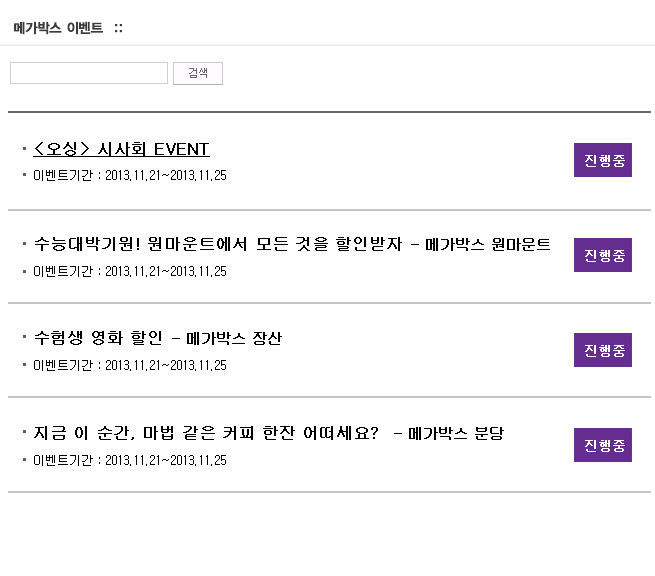 메가박스 이벤트 ::
검색
<오싱> 시사회 EVENT
이벤트기간 : 2013.11.21~2013.11.25
진행중
수능대박기원! 원마운트에서 모든 것을 할인받자 - 메가박스 원마운트
이벤트기간 : 2013.11.21~2013.11.25
진행중
수험생 영화 할인 - 메가박스 장산
이벤트기간 : 2013.11.21~2013.11.25
진행중
지금 이 순간, 마법 같은 커피 한잔 어떠세요? - 메가박스 분당
이벤트기간 : 2013.11.21~2013.11.25
진행중